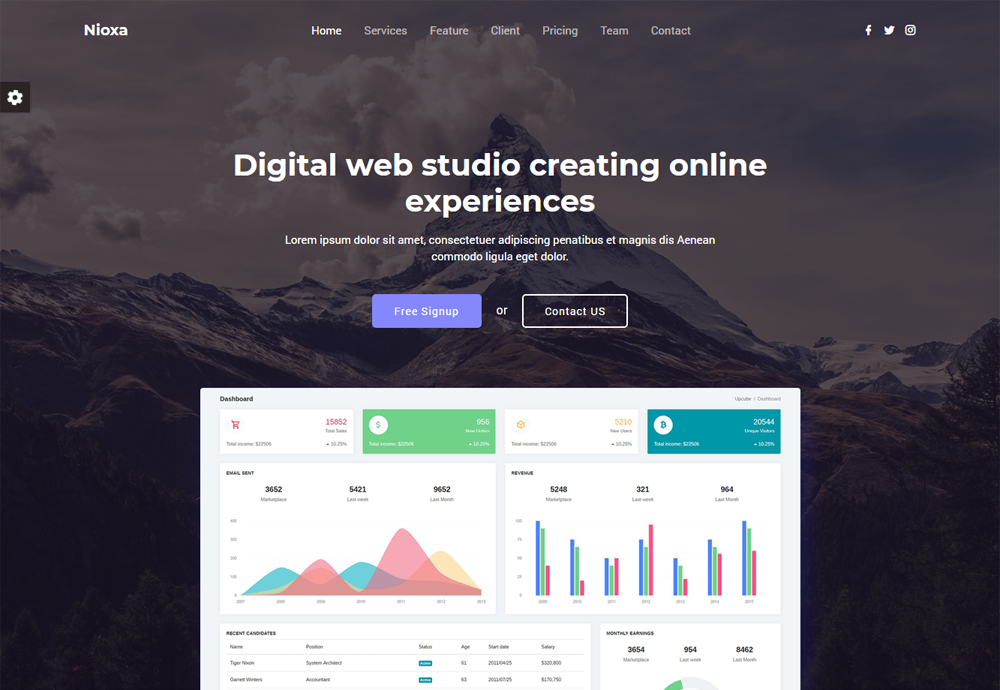 Nioxa
Home Services Feature Client Pricing Team Contact
Digital web studio creating online
experiences
Lorem ipsum dolor sit amet, consectetuer adipiscing penatibus et magnis dis Aenean
commodo ligula eget dolor.
Free Signup or Contact US
Dashboard Upcube / Dashboard
15852
Total Sales
Total income: $22506 10.25%
956
New Orders
Total income: $22506 10.25%
5210
New Users
Total income: $22506 10.25%
20544
Unique Visitors
Total income: $22506 10.25%
EMAIL SENT
3652 5421 9652
Marketplace Last week Last Month
400
300
200
100
0
2007 2008 2009 2010 2011 2012 2013
REVENUE
5248 321 964
Marketplace Last week Last Month
100
75
50
25
0
2009 2010 2011 2012 2013 2014 2015
RECENT CANDIDATES
Name Position Status Age Start date Salary
Tiger Nixon System Architect Active 61 2011/04/25 $320,800
Garrett Winters Accountant Active 63 2011/07/25 $170,750
MONTHLY EARNINGS
3654 954 8462
Marketplace Last week Last Month